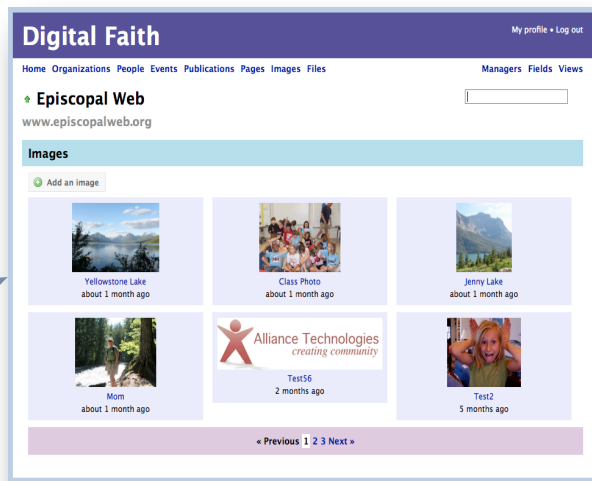 Digital Faith
My profile • Log out
Home Organizations People Events Publications Pages Images Files
Managers Fields Views
Episcopal Web
www.episcopalweb.org
Images
Add an image
Yellowstone Lake
about 1 month ago
Class Photo
about 1 month ago
Jenny Lake
about 1 month ago
Mom
about 1 month ago
Alliance Technologies
creating community
Test56
2 months ago
Test2
5 months ago
« Previous 1 2 3 Next »